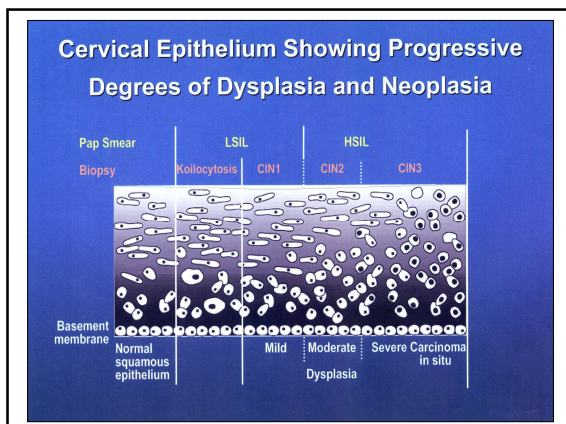 Cervical Epithelium Showing Progressive
Degrees of Dysplasia and Neoplasia
Pap Smear LSIL HSIL
Biopsy Koilocytosis CIN1 CIN2 CIN3
Basement
membrane
Normal
squamous
epithelium
Mild Moderate Severe Carcinoma
in situ
Dysplasia